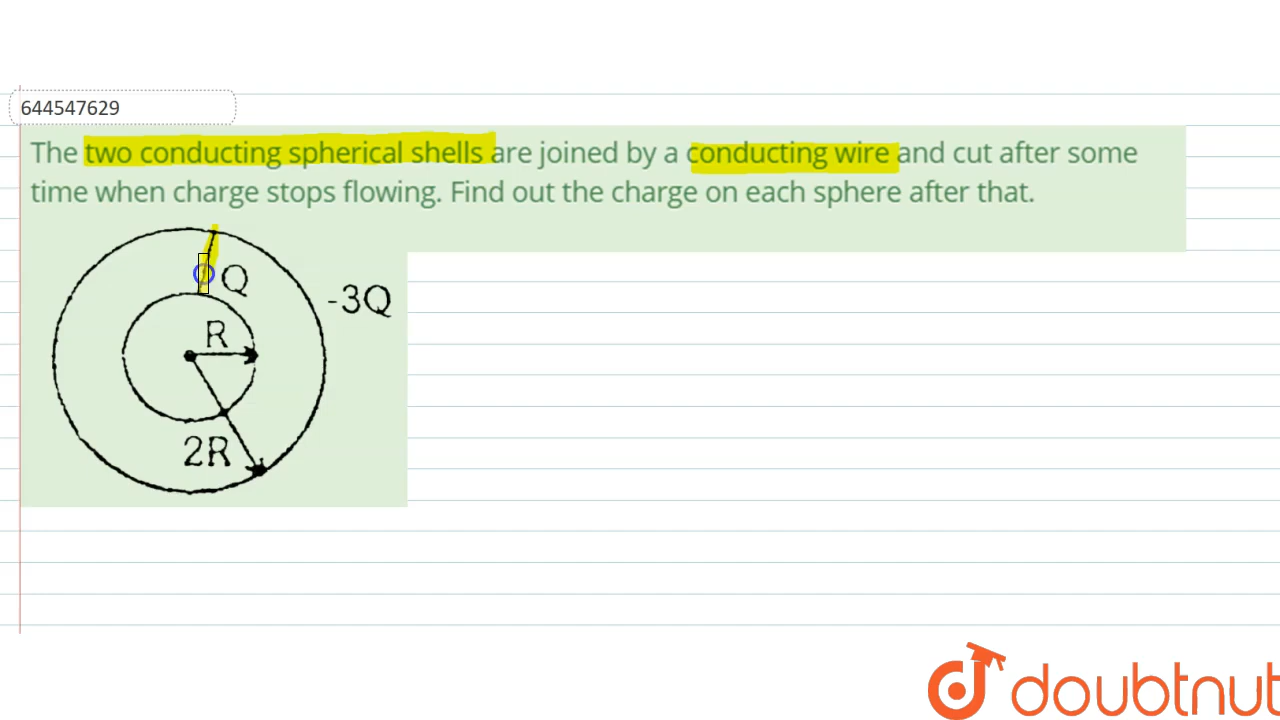 644547629
The two conducting spherical shells are joined by a conducting wire and cut after some
time when charge stops flowing. Find out the charge on each sphere after that.
Q
-3Q
R
2R
doubtnut